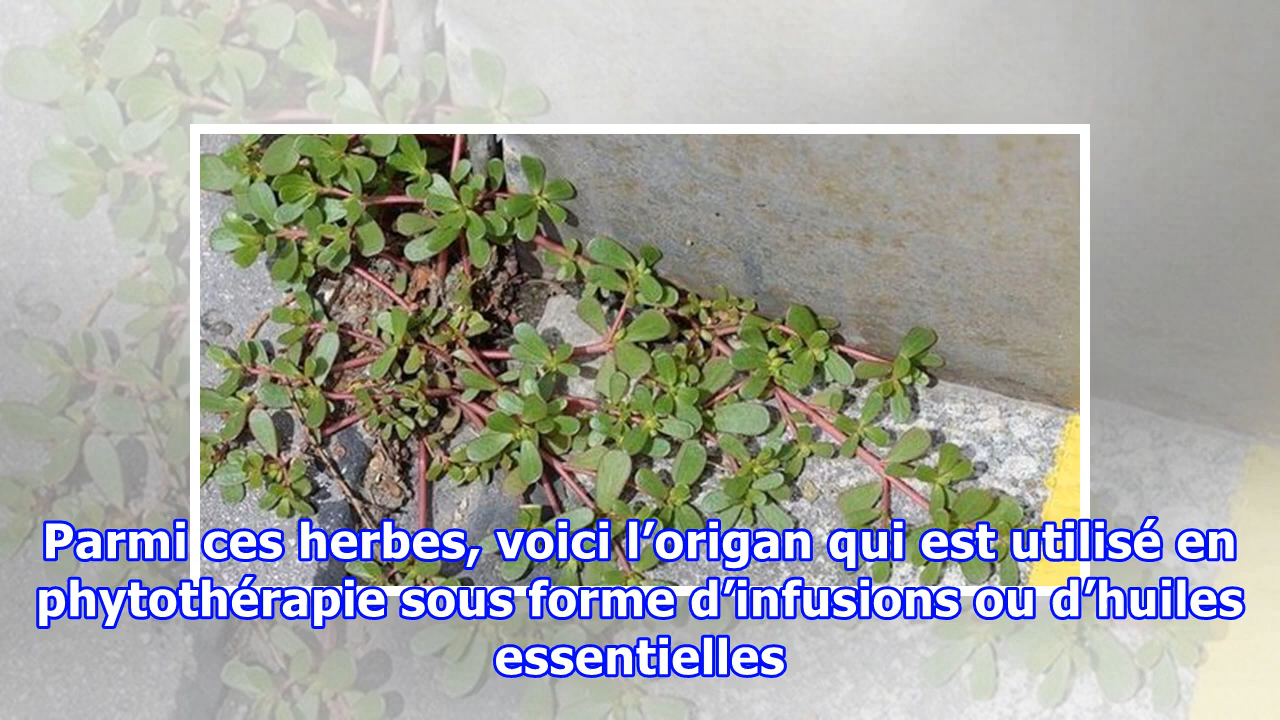 Parmi ces herbes, voici l’origan qui est utilisé en
phytothérapie sous forme d’infusions ou d’huiles
essentielles